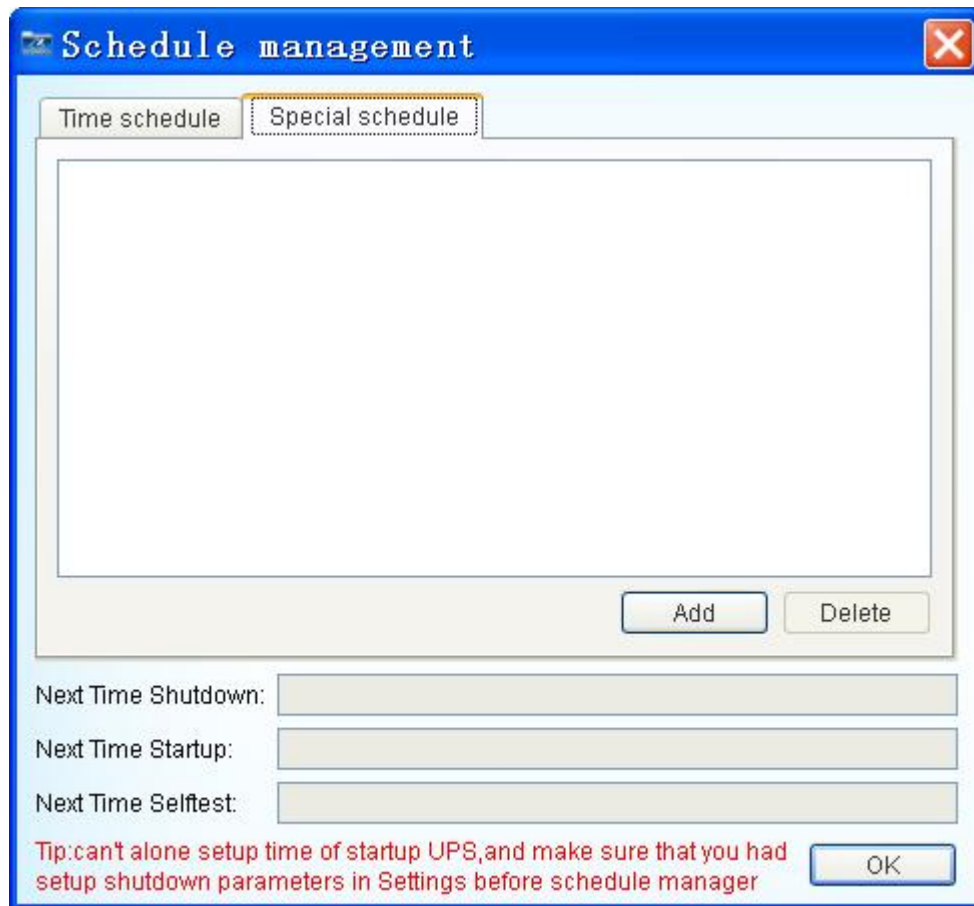 Schedule management
Time schedule
Special schedule
Add
Delete
Next Time Shutdown:
Next Time Startup:
Next Time Selftest:
Tip:can't alone setup time of startup UPS,and make sure that you had
setup shutdown parameters in Settings before schedule manager
OK